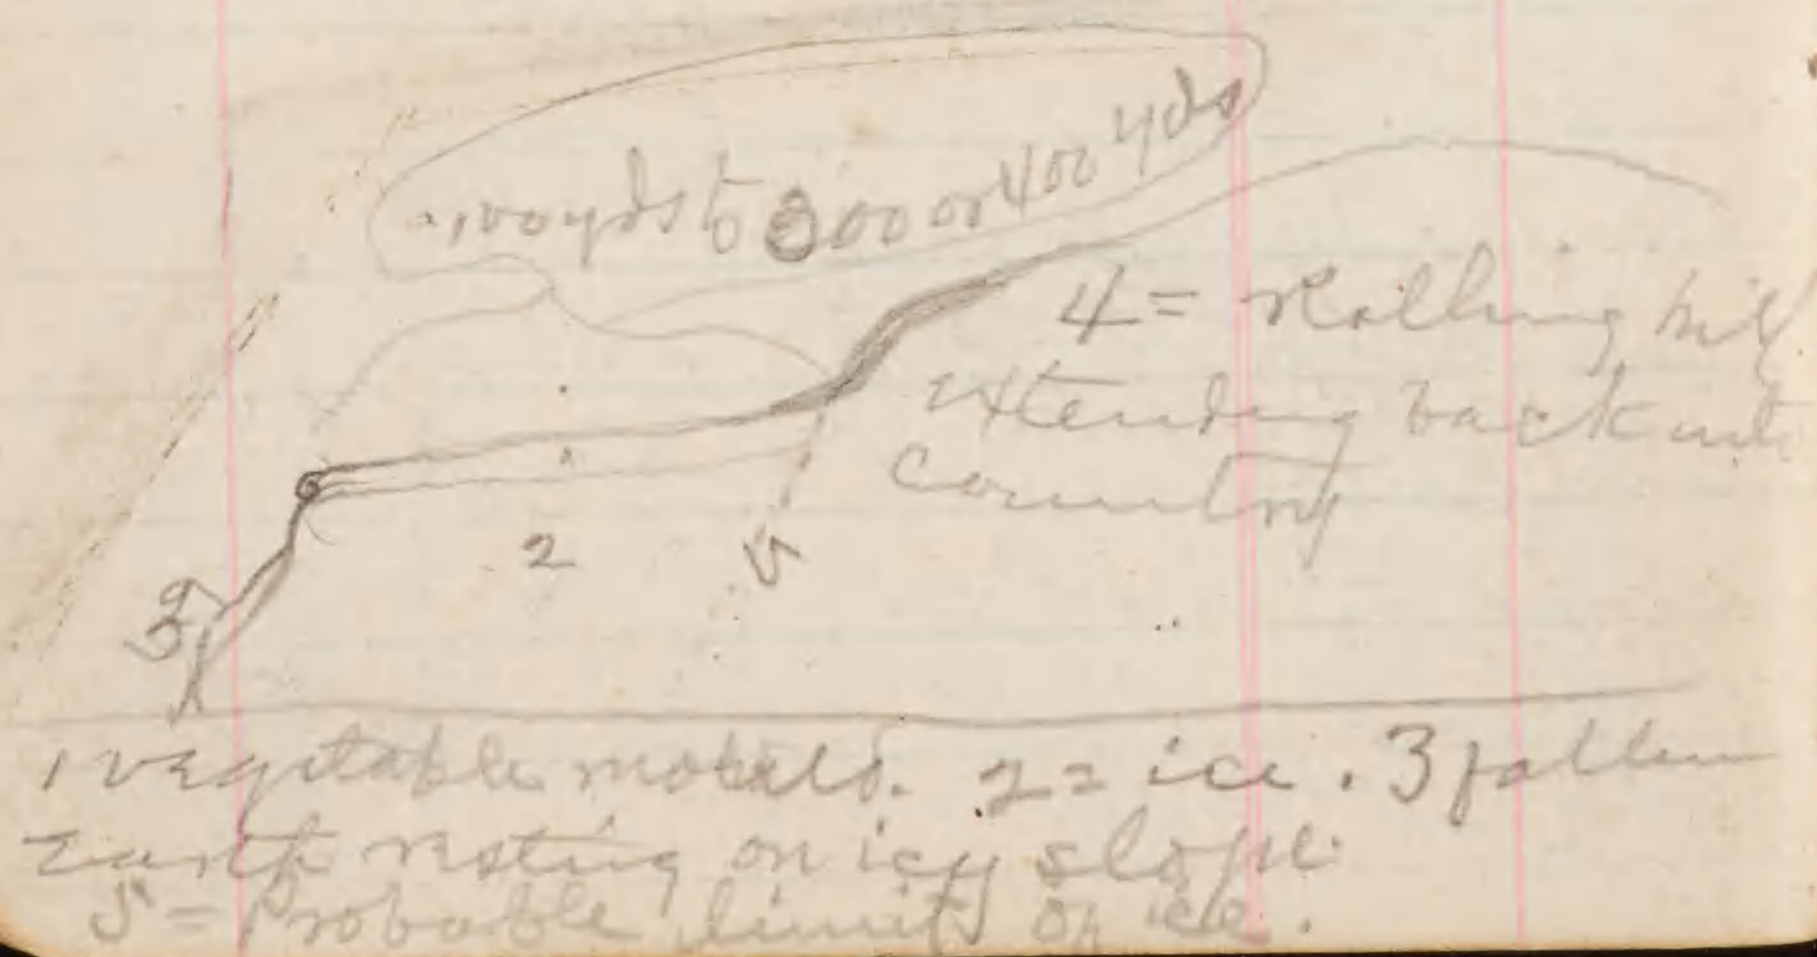 100 yds to 300 or 400 yds
4 = Rolling hill
extending back into
country
2
5
3
1 vegetable mould. 2 = ice. 3 fallen
Earth resting on icy slope.
5 = Probable limits of ice.